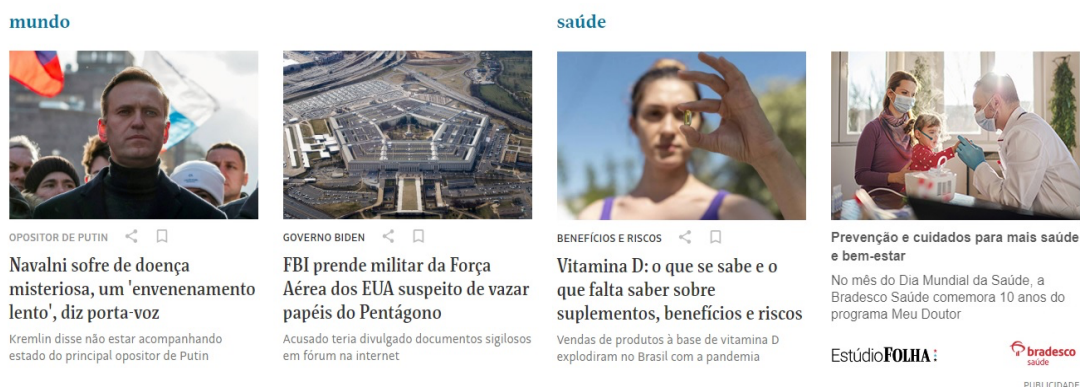 mundo
OPOSITOR DE PUTIN
Navalni sofre de doença
misteriosa, um 'envenenamento
lento', diz porta-voz
Kremlin disse não estar acompanhando
estado do principal opositor de Putin
GOVERNO BIDEN
FBI prende militar da Força
Aérea dos EUA suspeito de vazar
papéis do Pentágono
Acusado teria divulgado documentos sigilosos
em fórum na internet
saúde
BENEFÍCIOS E RISCOS
Vitamina D: o que se sabe e o
que falta saber sobre
suplementos, benefícios e riscos
Vendas de produtos à base de vitamina D
explodiram no Brasil com a pandemia
Prevenção e cuidados para mais saúde
e bem-estar
No mês do Dia Mundial da Saúde, a
Bradesco Saúde comemora 10 anos do
programa Meu Doutor
EstúdioFOLHA:
bradesco
saúde
PUBLICIDADE